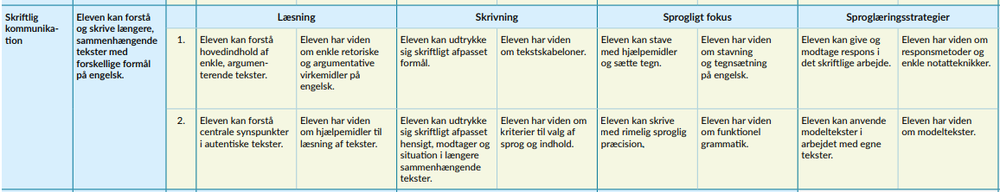 Skriftlig
kommunika-
tion
Eleven kan forstå
og skrive længere,
sammenhængende
tekster med
forskellige formål
på engelsk.
Læsning
Skrivning
Sprogligt fokus
Sproglæringsstrategier
1.
Eleven kan forstå
hovedindhold af
enkle, argumen-
terende tekster.
Eleven har viden
om enkle retoriske
og argumentative
virkemidler på
engelsk.
Eleven kan udtrykke
sig skriftligt afpasset
formål.
Eleven har viden
om tekstskabeloner.
Eleven kan stave
med hjælpemidler
og sætte tegn.
Eleven har viden
om stavning
og tegnsætning
på engelsk.
Eleven kan give og
modtage respons i
det skriftlige arbejde.
Eleven har viden om
responsmetoder og
enkle notatteknikker.
2.
Eleven kan forstå
centrale synspunkter
i autentiske tekster.
Eleven har viden
om hjælpemidler til
læsning af tekster.
Eleven kan udtrykke
sig skriftligt afpasset
hensigt, modtager og
situation i længere
sammenhængende
tekster.
Eleven har viden om
kriterier til valg af
sprog og indhold.
Eleven kan skrive
med rimelig sproglig
præcision.
Eleven har viden
om funktionel
grammatik.
Eleven kan anvende
modeltekster i
arbejdet med egne
tekster.
Eleven har viden
om modeltekster.